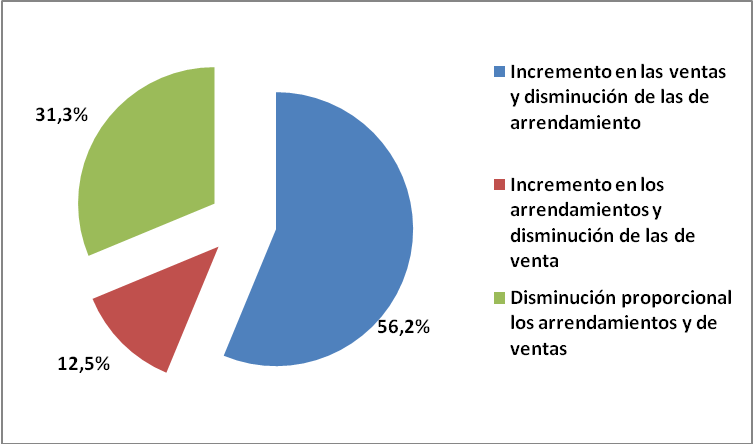 31,3%
12,5%
56,2%
Incremento en las ventas
y disminución de las de
arrendamiento
Incremento en los
arrendamientos y
disminución de las de
venta
Disminución proporcional
los arrendamientos y de
ventas